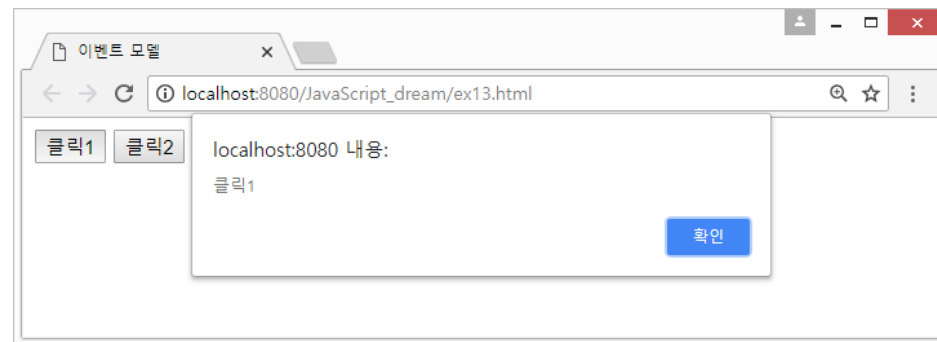 이벤트 모델
localhost:8080/JavaScript_dream/ex13.html
클릭1 클릭2
localhost:8080 내용:
클릭1
확인